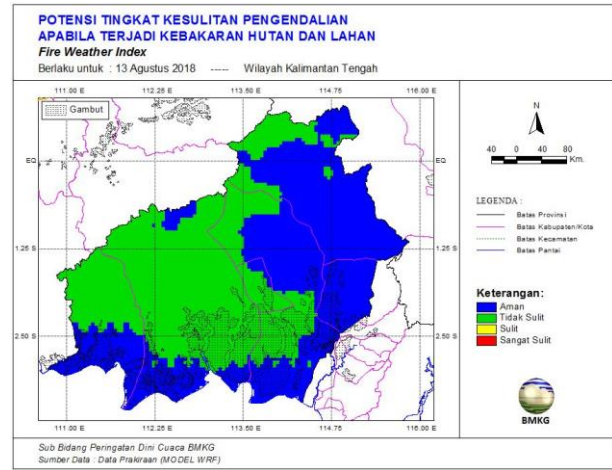 POTENSI TINGKAT KESULITAN PENGENDALIAN
APABILA TERJADI KEBAKARAN HUTAN DAN LAHAN
Fire Weather Index
Berlaku untuk : 13 Agustus 2018 ----- Wilayah Kalimantan Tengah
111.00 E 112.25 E 113.50 E 114.75 E 116.00 E
Gambut
EQ EQ
1.25 S 1.25 S
2.50 S 2.50 S
111.00 E 112.25 E 113.50 E 114.75 E 116.00 E
N
40 0 40 80
Km.
LEGENDA :
Batas Provinsi
Batas Kabupaten/Kota
Batas Kecamatan
Batas Pantai
Keterangan:
Aman
Tidak Sulit
Sulit
Sangat Sulit
BMKG
Sub Bidang Peringatan Dini Cuaca BMKG
Sumber Data : Data Prakiraan (MODEL WRF)